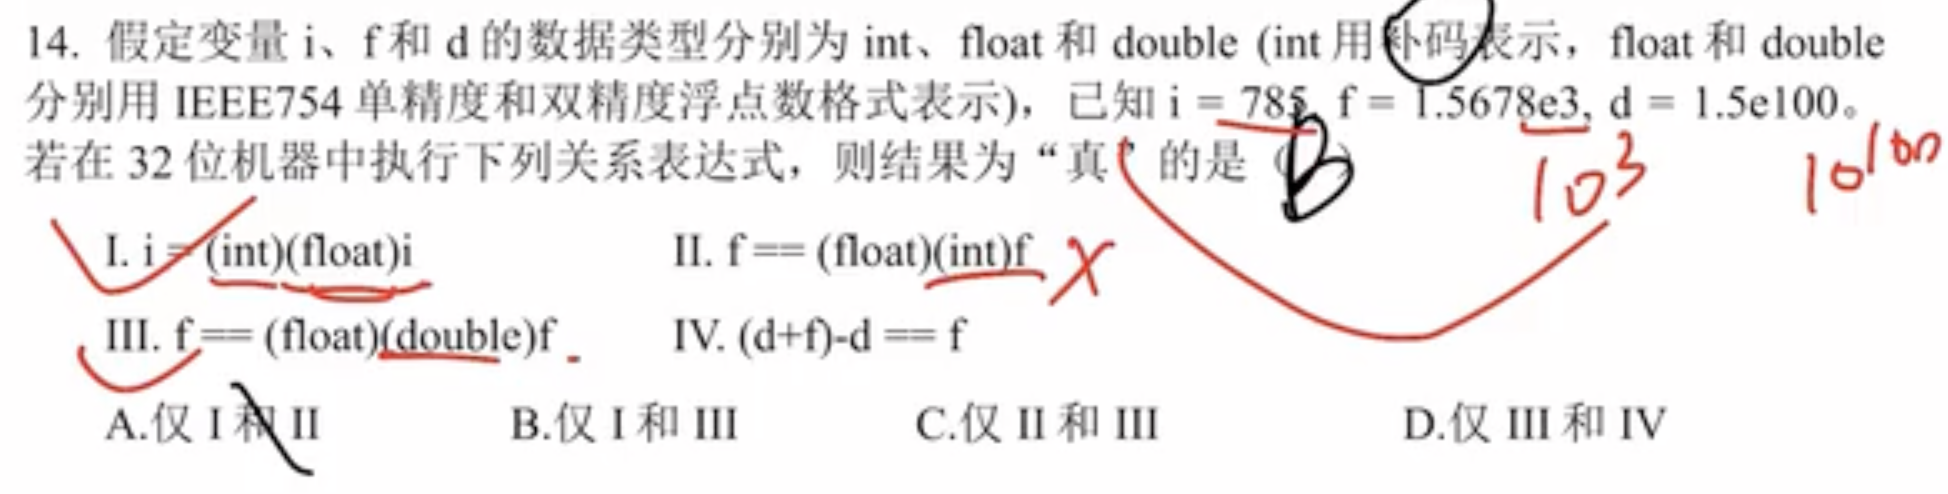 14. 假定变量 i、f 和 d 的数据类型分别为 int、float 和 double (int 用补码表示，float 和 double
分别用 IEEE754 单精度和双精度浮点数格式表示)，已知 i = 785, f = 1.5678e3, d = 1.5e100。
若在 32 位机器中执行下列关系表达式，则结果为“真”的是 ( B )
10³ 10¹⁰⁰
I. i == (int)(float)i II. f == (float)(int)f X
III. f == (float)(double)f IV. (d+f)-d == f
A.仅 I 和 II B.仅 I 和 III C.仅 II 和 III D.仅 III 和 IV